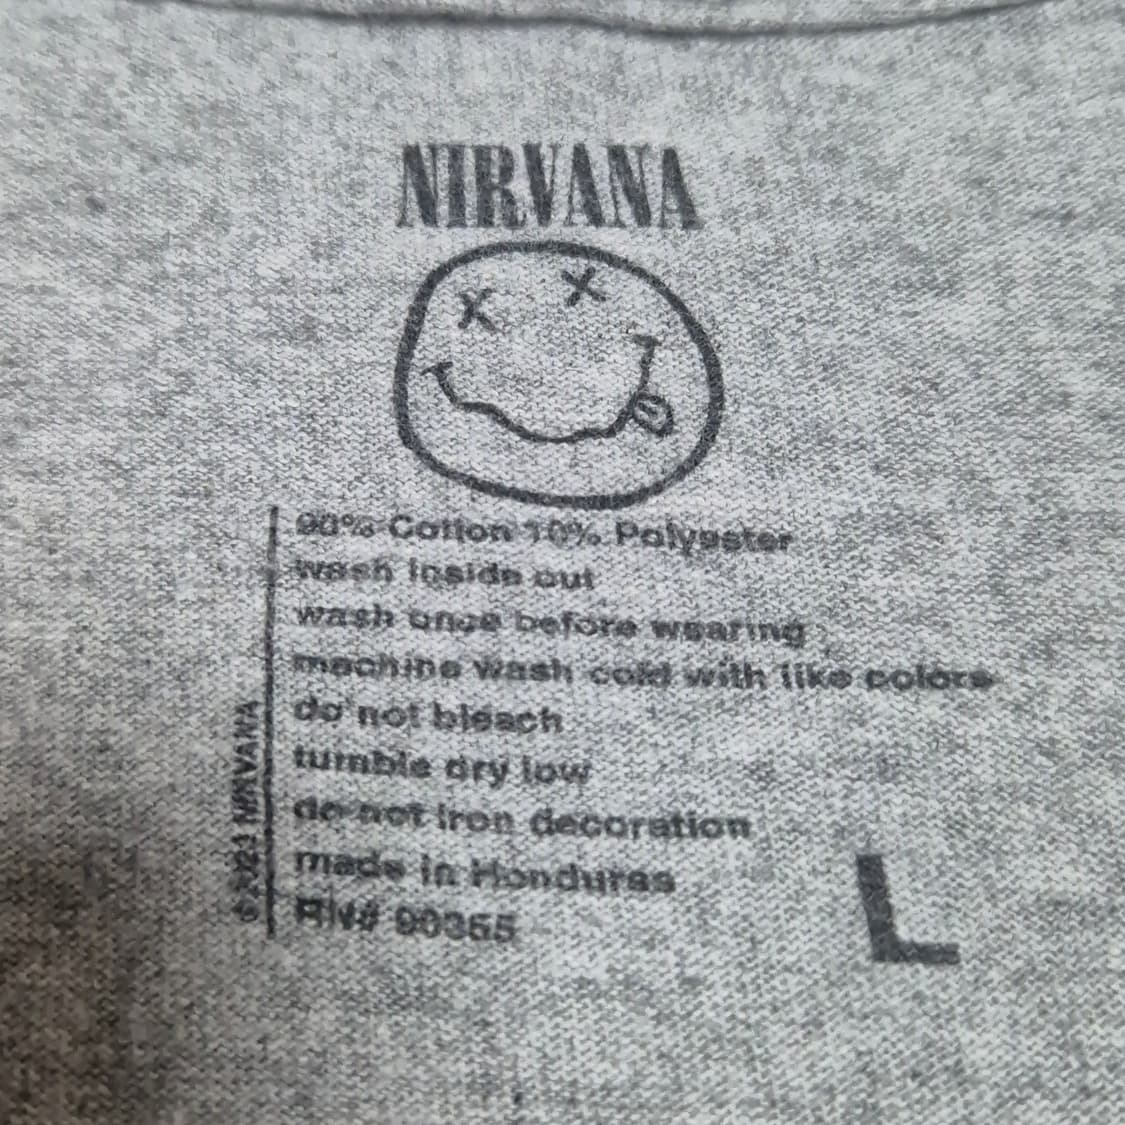 NIRVANA
90% Cotton 10% Polyester
wash inside out
wash once before wearing
machine wash cold with like colors
do not bleach
tumble dry low
do not iron decoration
made in Honduras
RN# 90355
© 2021 NIRVANA
L